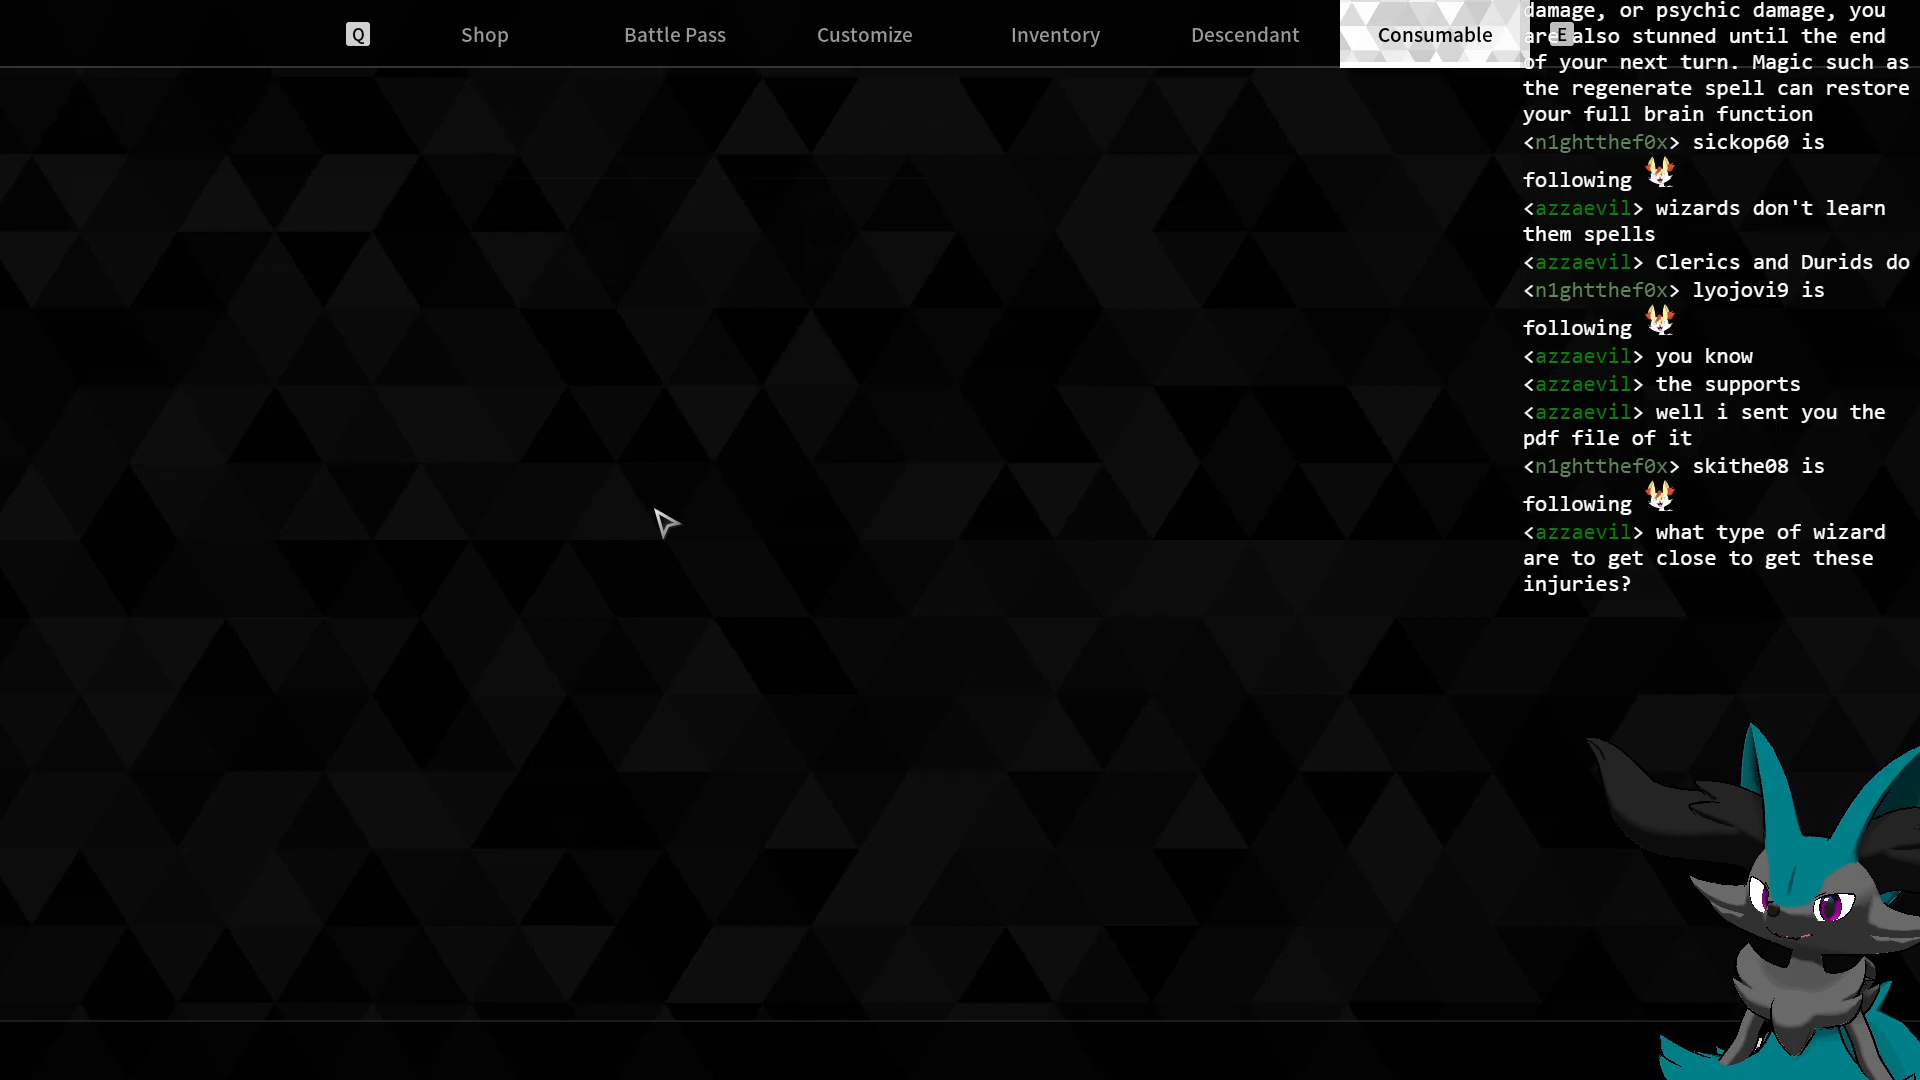 Q Shop Battle Pass Customize Inventory Descendant Consumable E
damage, or psychic damage, you
are also stunned until the end
of your next turn. Magic such as
the regenerate spell can restore
your full brain function
<n1ghtthef0x> sickop60 is
following
<azzaevil> wizards don't learn
them spells
<azzaevil> Clerics and Durids do
<n1ghtthef0x> lyojovi9 is
following
<azzaevil> you know
<azzaevil> the supports
<azzaevil> well i sent you the
pdf file of it
<n1ghtthef0x> skithe08 is
following
<azzaevil> what type of wizard
are to get close to get these
injuries?